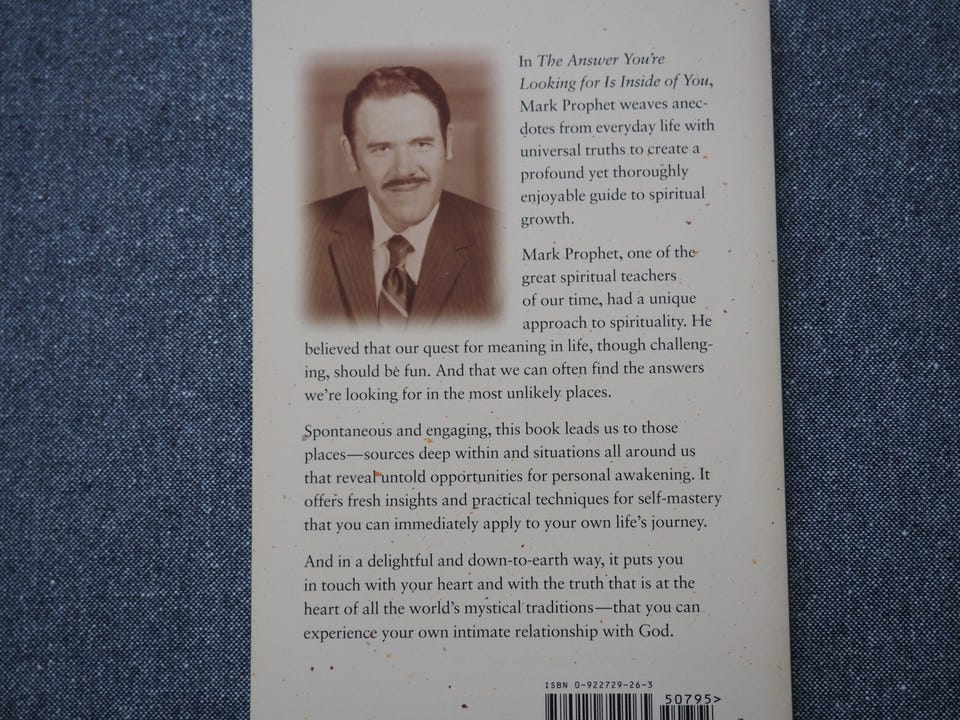 In The Answer You're
Looking for Is Inside of You,
Mark Prophet weaves anec-
dotes from everyday life with
universal truths to create a
profound yet thoroughly
enjoyable guide to spiritual
growth.
Mark Prophet, one of the
great spiritual teachers
of our time, had a unique
approach to spirituality. He
believed that our quest for meaning in life, though challeng-
ing, should be fun. And that we can often find the answers
we're looking for in the most unlikely places.
Spontaneous and engaging, this book leads us to those
places—sources deep within and situations all around us
that reveal untold opportunities for personal awakening. It
offers fresh insights and practical techniques for self-mastery
that you can immediately apply to your own life's journey.
And in a delightful and down-to-earth way, it puts you
in touch with your heart and with the truth that is at the
heart of all the world's mystical traditions—that you can
experience your own intimate relationship with God.
ISBN 0-922729-26-3
50795>